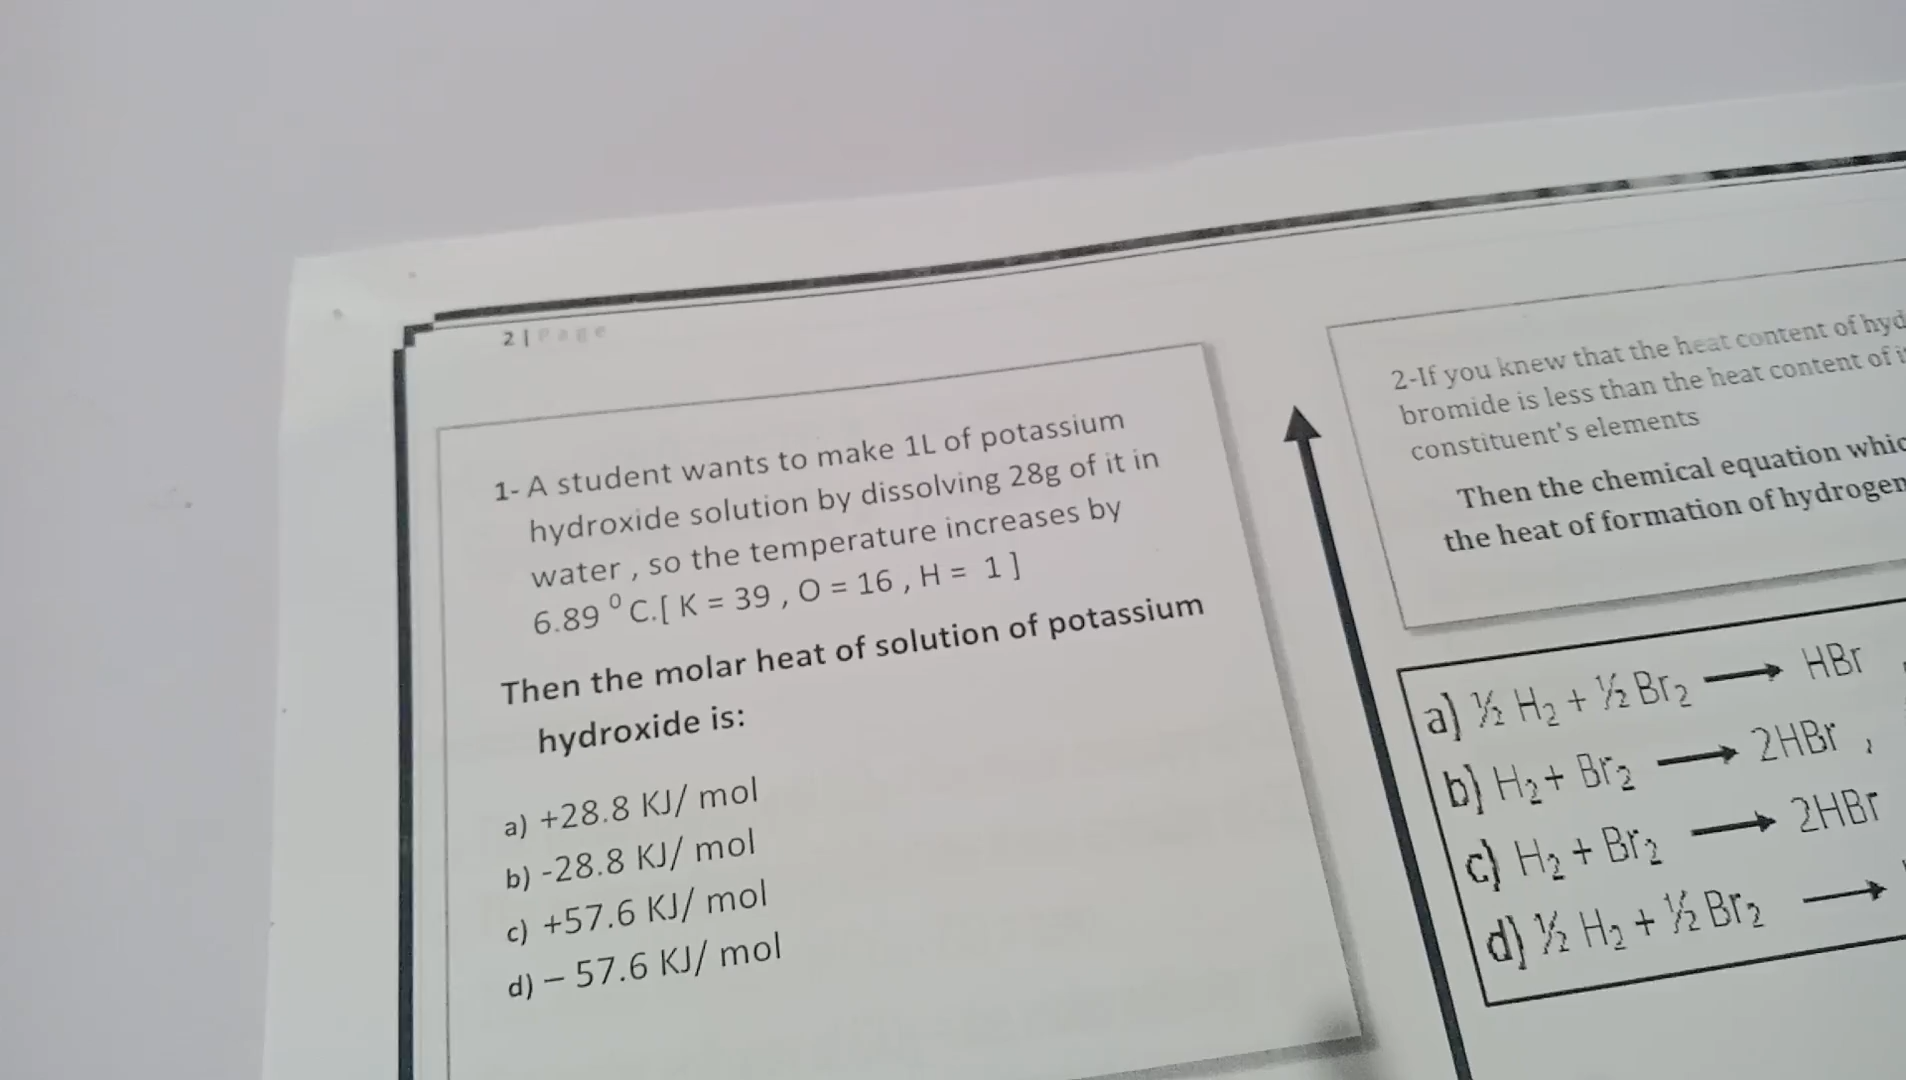 2 | Page
1- A student wants to make 1L of potassium
hydroxide solution by dissolving 28g of it in
water , so the temperature increases by
6.89 ⁰ C.[ K = 39 , O = 16 , H = 1 ]
Then the molar heat of solution of potassium
hydroxide is:
a) +28.8 KJ/ mol
b) -28.8 KJ/ mol
c) +57.6 KJ/ mol
d) – 57.6 KJ/ mol
2-If you knew that the heat content of
bromide is less than the heat content of
constituent's elements
Then the chemical equation
the heat of formation of
a) ½ H₂ + ½ Br₂ → HBr
b) H₂ + Br₂ → 2HBr ,
c) H₂ + Br₂ → 2HBr
d) ½ H₂ + ½ Br₂ →